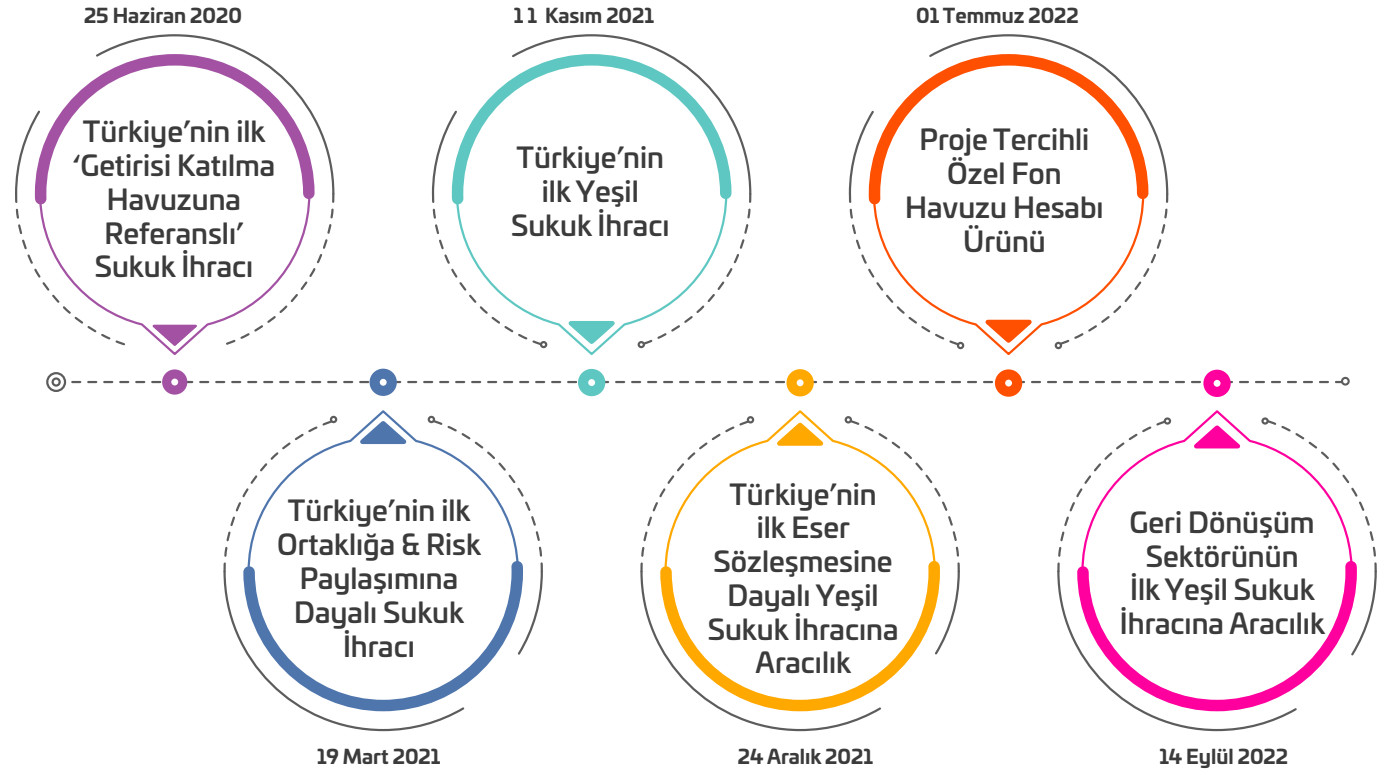 25 Haziran 2020
Türkiye’nin ilk
‘Getirisi Katılma
Havuzuna
Referanslı’
Sukuk İhracı
19 Mart 2021
Türkiye’nin ilk
Ortaklığa & Risk
Paylaşımına
Dayalı Sukuk
İhracı
11 Kasım 2021
Türkiye’nin
ilk Yeşil
Sukuk İhracı
24 Aralık 2021
Türkiye’nin
ilk Eser
Sözleşmesine
Dayalı Yeşil
Sukuk İhracına
Aracılık
01 Temmuz 2022
Proje Tercihli
Özel Fon
Havuzu Hesabı
Ürünü
14 Eylül 2022
Geri Dönüşüm
Sektörünün
İlk Yeşil Sukuk
İhracına Aracılık